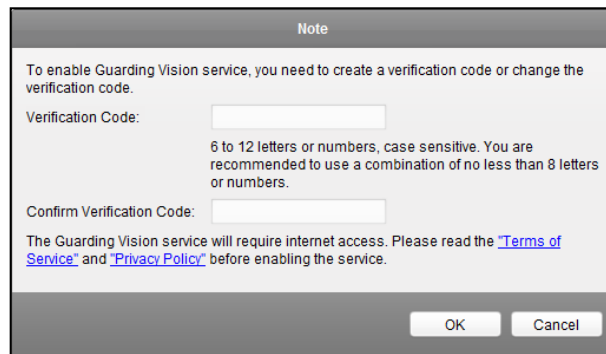 Note
To enable Guarding Vision service, you need to create a verification code or change the
verification code.
Verification Code:
6 to 12 letters or numbers, case sensitive. You are
recommended to use a combination of no less than 8 letters
or numbers.
Confirm Verification Code:
The Guarding Vision service will require internet access. Please read the "Terms of
Service" and "Privacy Policy" before enabling the service.
OK Cancel